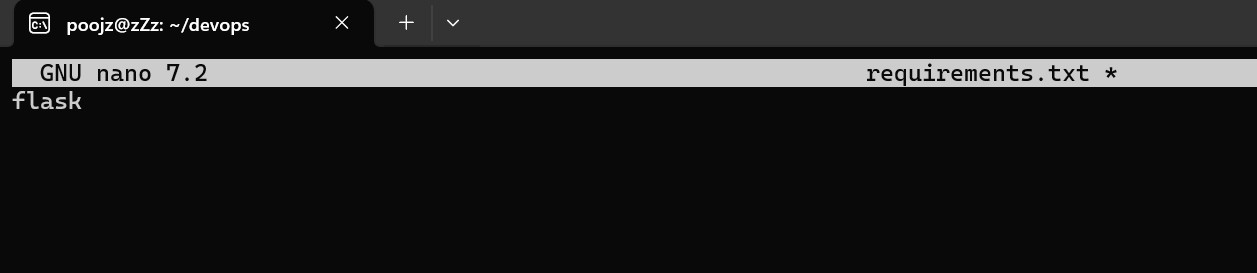 poojz@zZz: ~/devops
GNU nano 7.2 requirements.txt *
flask